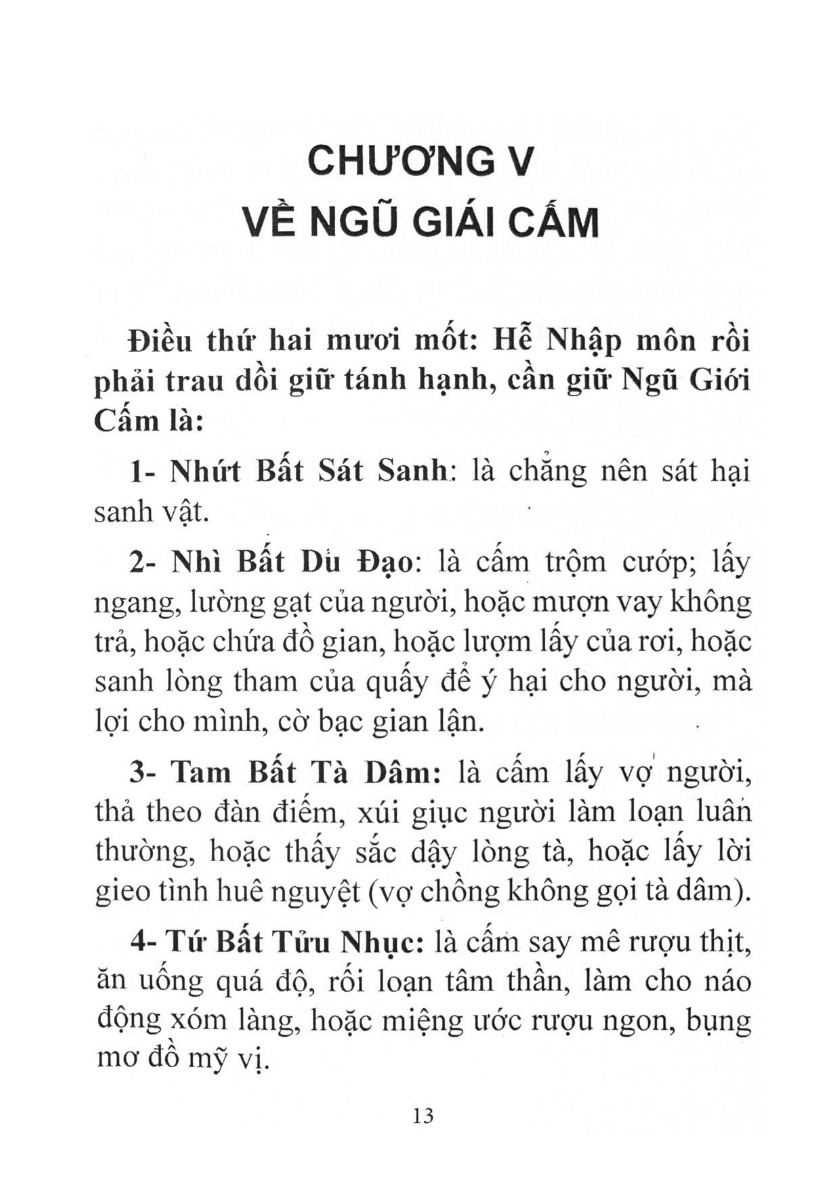 CHƯƠNG V
VỀ NGŨ GIÁI CẤM
Điều thứ hai mươi mốt: Hễ Nhập môn rồi
phải trau dồi giữ tánh hạnh, cần giữ Ngũ Giới
Cấm là:
1- Nhứt Bất Sát Sanh: là chẳng nên sát hại
sanh vật.
2- Nhì Bất Du Đạo: là cấm trộm cướp; lấy
ngang, lường gạt của người, hoặc mượn vay không
trả, hoặc chứa đồ gian, hoặc lượm lấy của rơi, hoặc
sanh lòng tham của quấy để ý hại cho người, mà
lợi cho mình, cờ bạc gian lận.
3- Tam Bất Tà Dâm: là cấm lấy vợ người,
thả theo đàn điếm, xúi giục người làm loạn luân
thường, hoặc thấy sắc dậy lòng tà, hoặc lấy lời
gieo tình huê nguyệt (vợ chồng không gọi tà dâm).
4- Tứ Bất Tửu Nhục: là cấm say mê rượu thịt,
ăn uống quá độ, rối loạn tâm thần, làm cho náo
động xóm làng, hoặc miệng ước rượu ngon, bụng
mơ đồ mỹ vị.
13